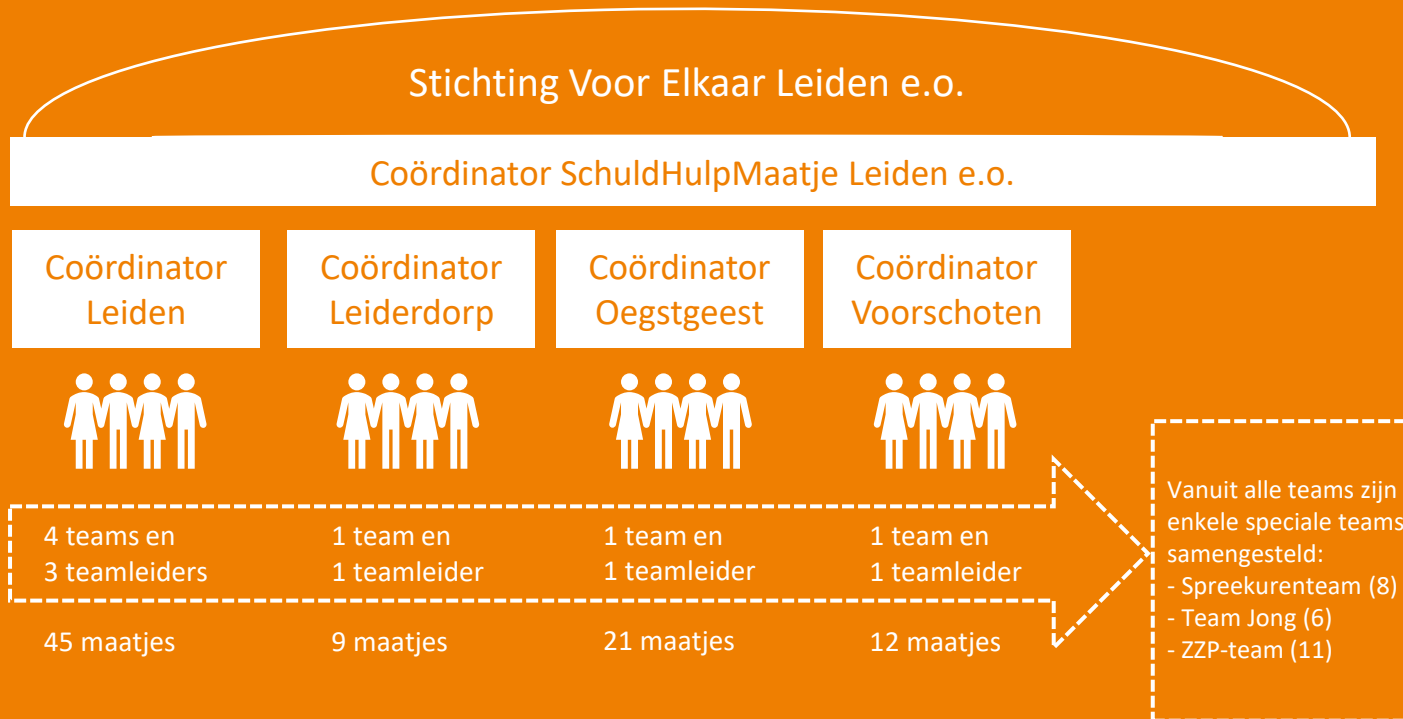 Stichting Voor Elkaar Leiden e.o.
Coördinator SchuldHulpMaatje Leiden e.o.
Coördinator
Leiden
Coördinator
Leiderdorp
Coördinator
Oegstgeest
Coördinator
Voorschoten
4 teams en
3 teamleiders
1 team en
1 teamleider
1 team en
1 teamleider
1 team en
1 teamleider
45 maatjes
9 maatjes
21 maatjes
12 maatjes
Vanuit alle teams zijn
enkele speciale teams
samengesteld:
- Spreekurenteam (8)
- Team Jong (6)
- ZZP-team (11)